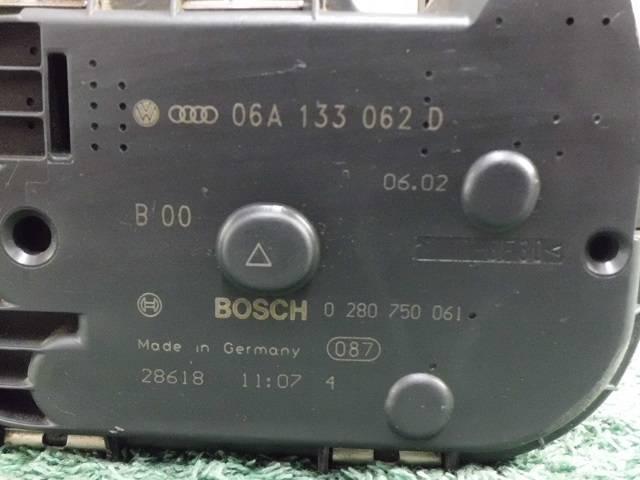 06A 133 062 D
06.02
B 00
BOSCH 0 280 750 061
Made in Germany 087
28618 11:07 4